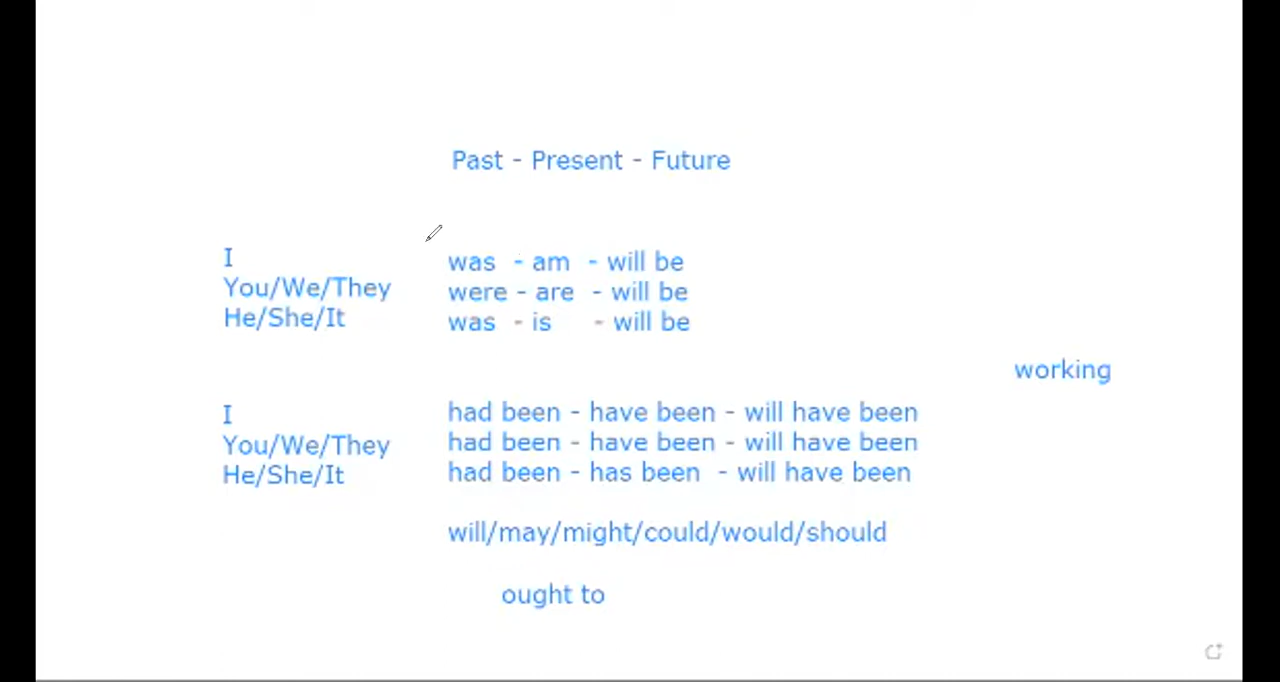 Past - Present - Future
I was - am - will be
You/We/They were - are - will be
He/She/It was - is - will be
working
I had been - have been - will have been
You/We/They had been - have been - will have been
He/She/It had been - has been - will have been
will/may/might/could/would/should
ought to